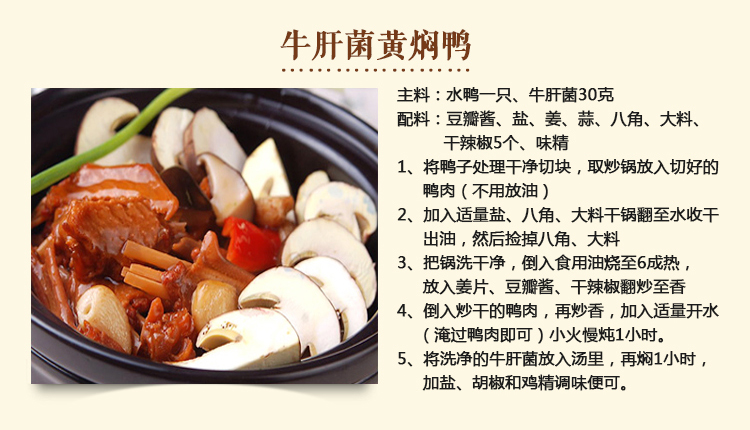 牛肝菌黄焖鸭
主料：水鸭一只、牛肝菌30克
配料：豆瓣酱、盐、姜、蒜、八角、大料、
干辣椒5个、味精
1、将鸭子处理干净切块，取炒锅放入切好的
鸭肉（不用放油）
2、加入适量盐、八角、大料干锅翻至水收干
出油，然后捡掉八角、大料
3、把锅洗干净，倒入食用油烧至6成热，
放入姜片、豆瓣酱、干辣椒翻炒至香
4、倒入炒干的鸭肉，再炒香，加入适量开水
（淹过鸭肉即可）小火慢炖1小时。
5、将洗净的牛肝菌放入汤里，再焖1小时，
加盐、胡椒和鸡精调味便可。